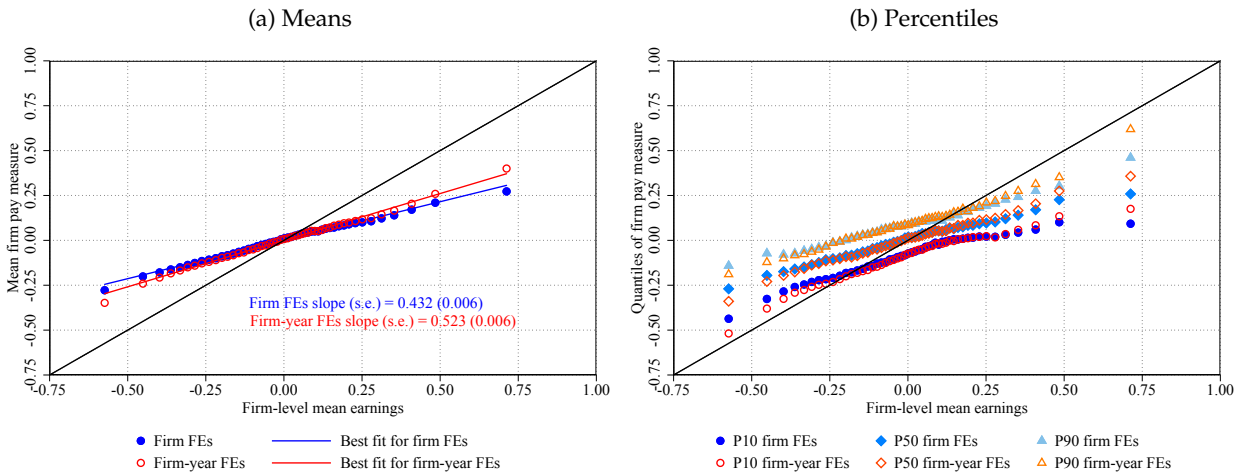 (a) Means
Mean firm pay measure
1.00
0.75
0.50
0.25
0.00
-0.25
-0.50
-0.75
Firm FEs slope (s.e.) = 0.432 (0.006)
Firm-year FEs slope (s.e.) = 0.523 (0.006)
-0.75 -0.50 -0.25 0.00 0.25 0.50 0.75 1.00
Firm-level mean earnings
Firm FEs Best fit for firm FEs
Firm-year FEs Best fit for firm-year FEs
(b) Percentiles
Quantiles of firm pay measure
1.00
0.75
0.50
0.25
0.00
-0.25
-0.50
-0.75
-0.75 -0.50 -0.25 0.00 0.25 0.50 0.75 1.00
Firm-level mean earnings
P10 firm FEs P50 firm FEs P90 firm FEs
P10 firm-year FEs P50 firm-year FEs P90 firm-year FEs